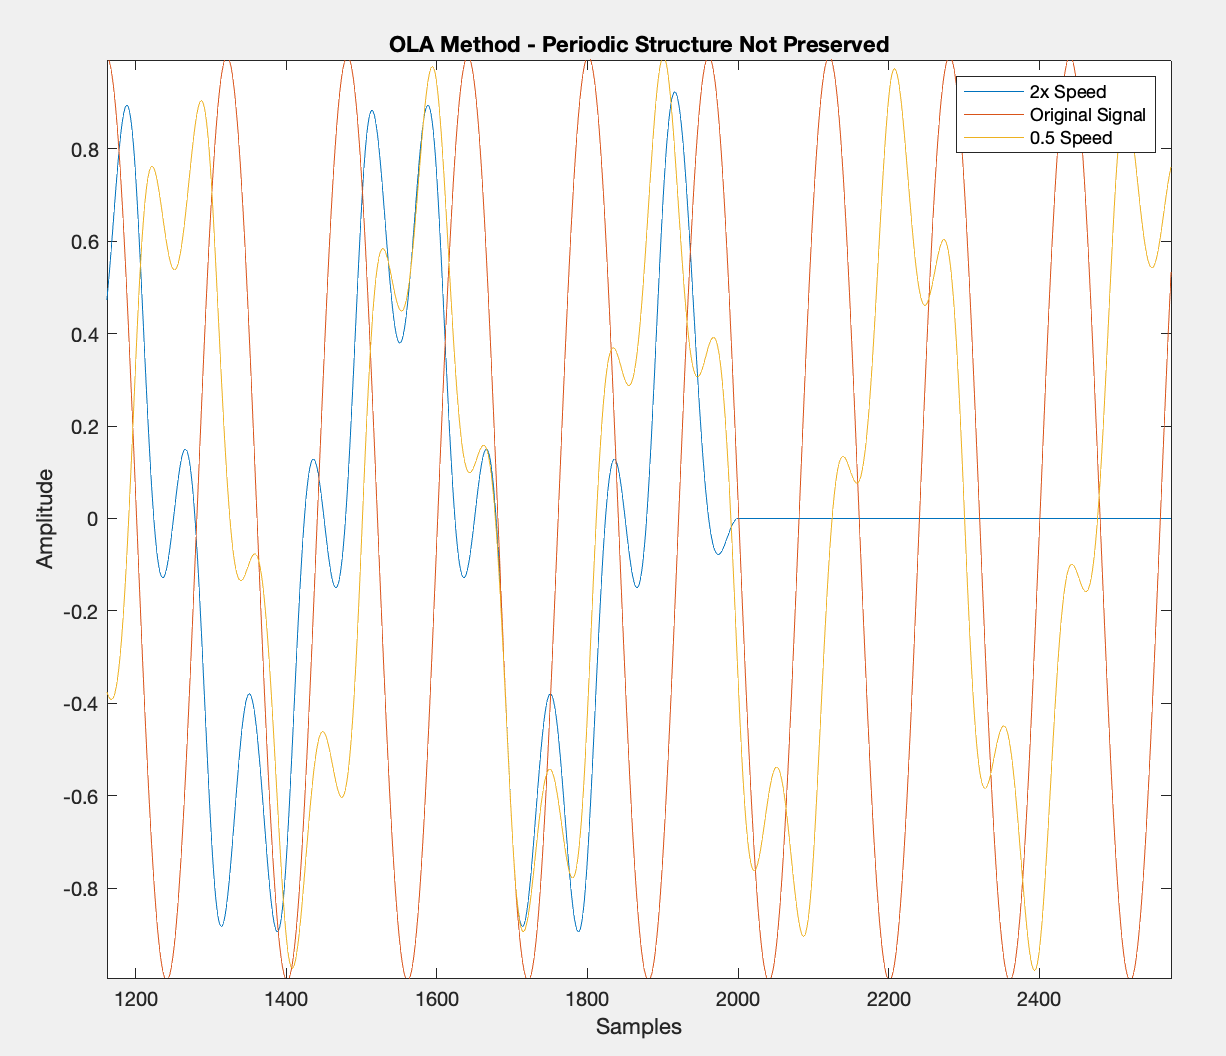 OLA Method - Periodic Structure Not Preserved
2x Speed
Original Signal
0.5 Speed
0.8
0.6
0.4
0.2
0
-0.2
-0.4
-0.6
-0.8
Amplitude
1200 1400 1600 1800 2000 2200 2400
Samples